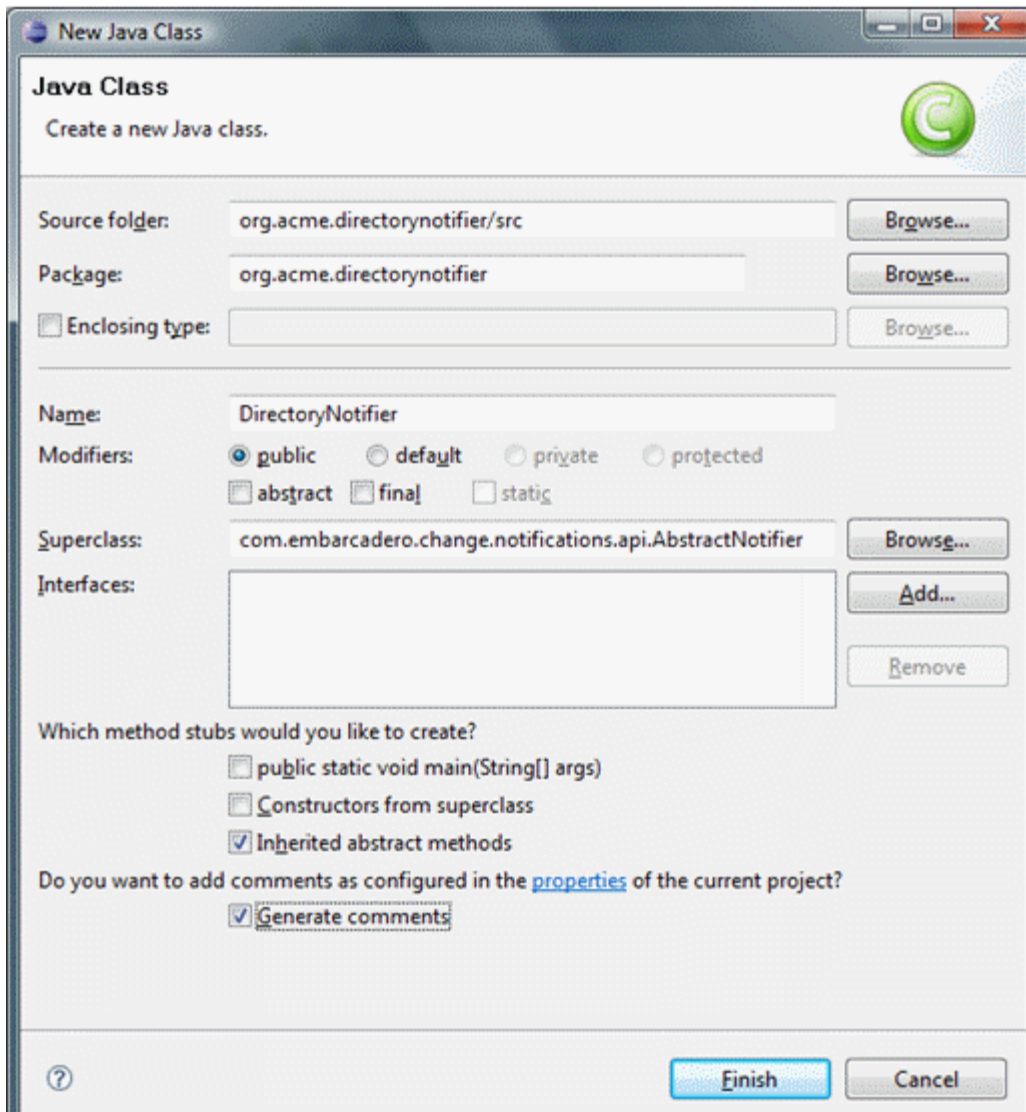 New Java Class
Java Class
Create a new Java class.
C
Source folder: org.acme.directorynotifier/src Browse...
Package: org.acme.directorynotifier Browse...
Enclosing type: Browse...
Name: DirectoryNotifier
Modifiers: public default private protected
abstract final static
Superclass: com.embarcadero.change.notifications.api.AbstractNotifier Browse...
Interfaces: Add...
Remove
Which method stubs would you like to create?
public static void main(String[] args)
Constructors from superclass
Inherited abstract methods
Do you want to add comments as configured in the properties of the current project?
Generate comments
? Finish Cancel